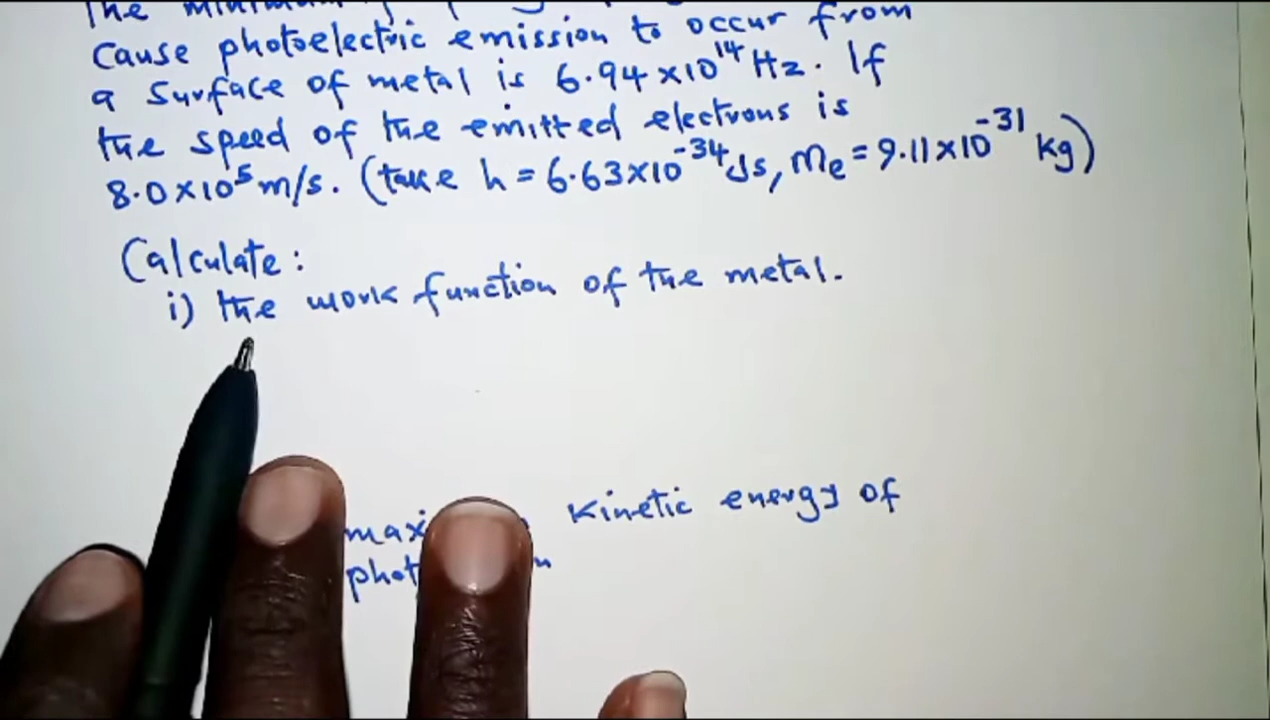 The
cause photoelectric emission to occur from
a surface of metal is 6.94 × 10¹⁴ Hz. If
the speed of the emitted electrons is
8.0 × 10⁵ m/s. (take h = 6.63 × 10⁻³⁴ Js, Me = 9.11 × 10⁻³¹ kg)
Calculate:
i) the work function of the metal.
kinetic energy of